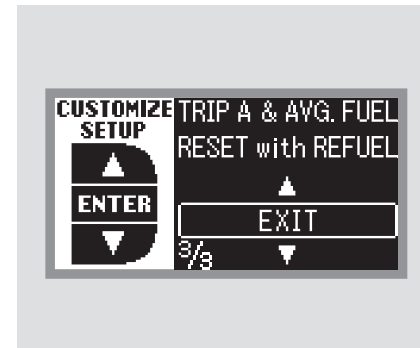 CUSTOMIZE
SETUP
ENTER
TRIP A & AVG. FUEL
RESET with REFUEL
EXIT
3/3